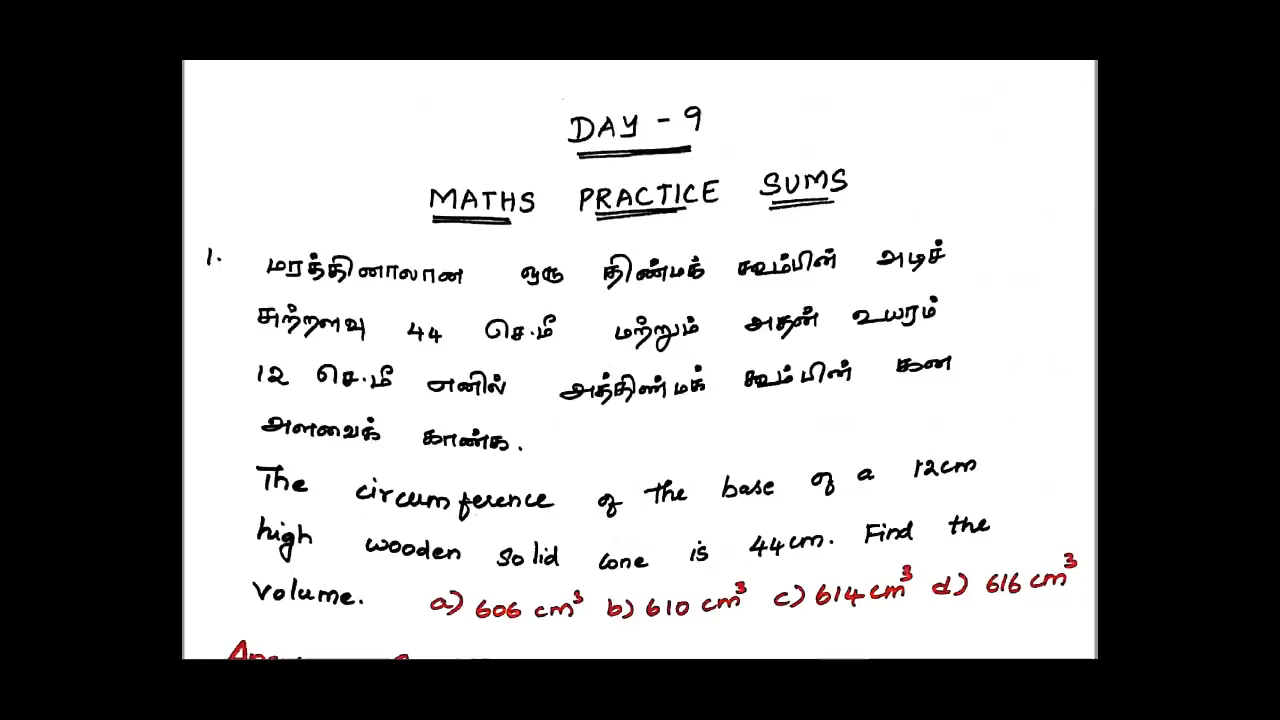 DAY - 9
MATHS PRACTICE SUMS
1. மரத்தினாலான ஒரு திண்மக் கூம்பின் அடிச்
சுற்றளவு 44 செ.மீ மற்றும் அதன் உயரம்
12 செ.மீ எனில் அத்திண்மக் கூம்பின் கன
அளவைக் காண்க.
The circumference of the base of a 12cm
high wooden solid cone is 44cm. Find the
volume. a) 606 cm³ b) 610 cm³ c) 614 cm³ d) 616 cm³